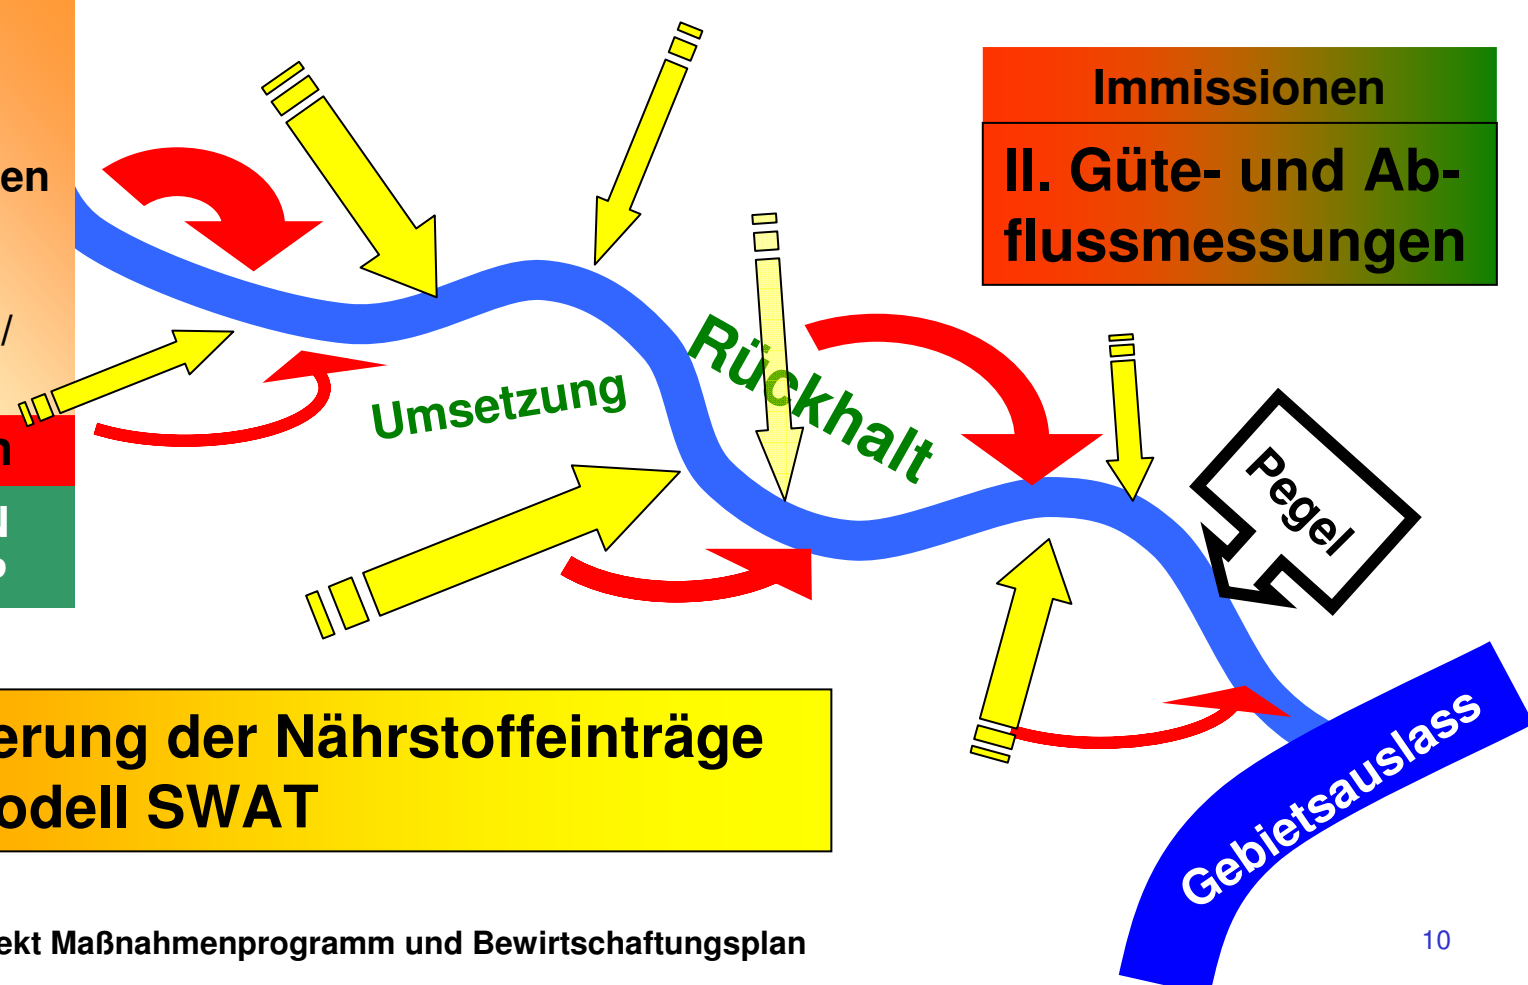 Immissionen
II. Güte- und Ab-
flussmessungen
en
/
Rückhalt
Umsetzung
n
N
P
Pegel
erung der Nährstoffeinträge
odell SWAT
Gebietsauslass
ekt Maßnahmenprogramm und Bewirtschaftungsplan
10